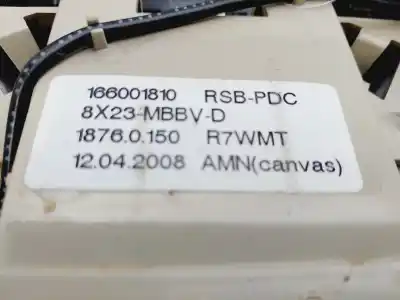 166001810 RSB-PDC
8X23-MBBV-D
1876.0.150 R7WMT
12.04.2008 AMN(canvas)